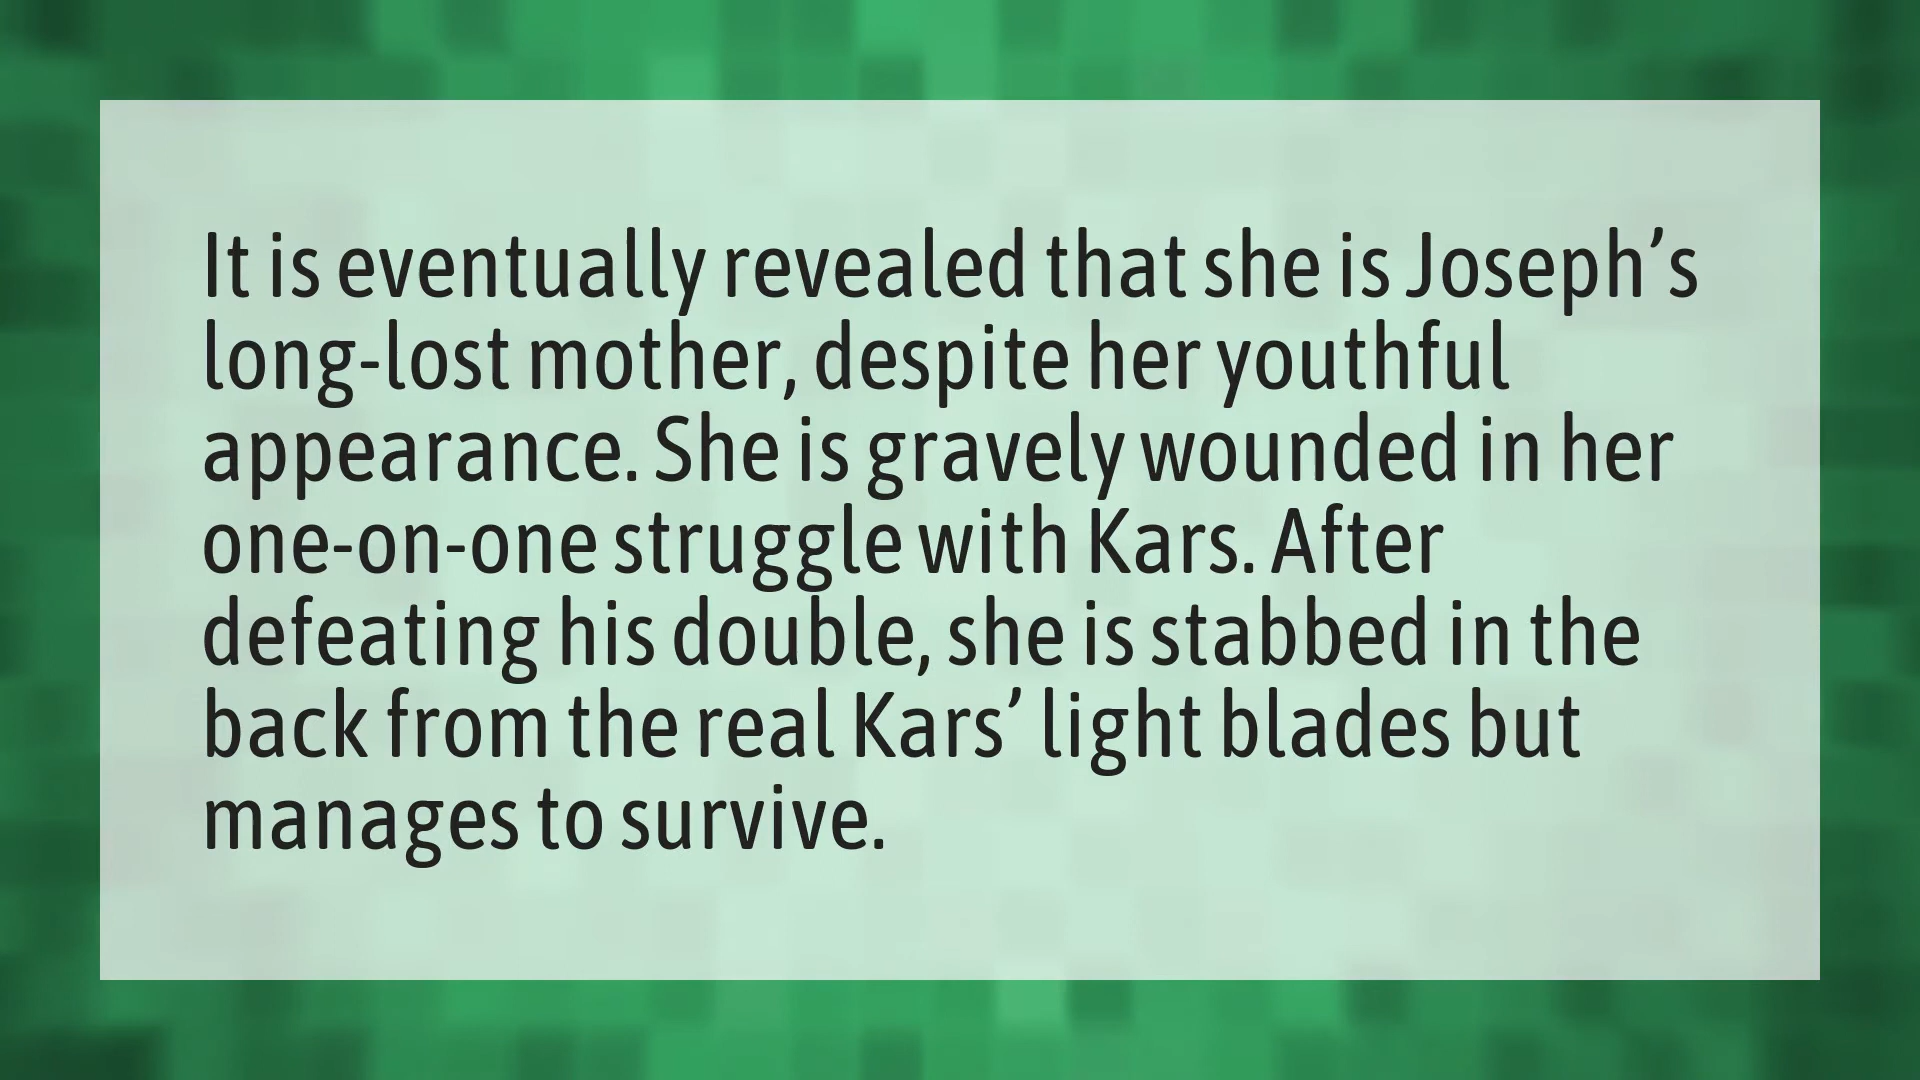 It is eventually revealed that she is Joseph’s
long-lost mother, despite her youthful
appearance. She is gravely wounded in her
one-on-one struggle with Kars. After
defeating his double, she is stabbed in the
back from the real Kars’ light blades but
manages to survive.